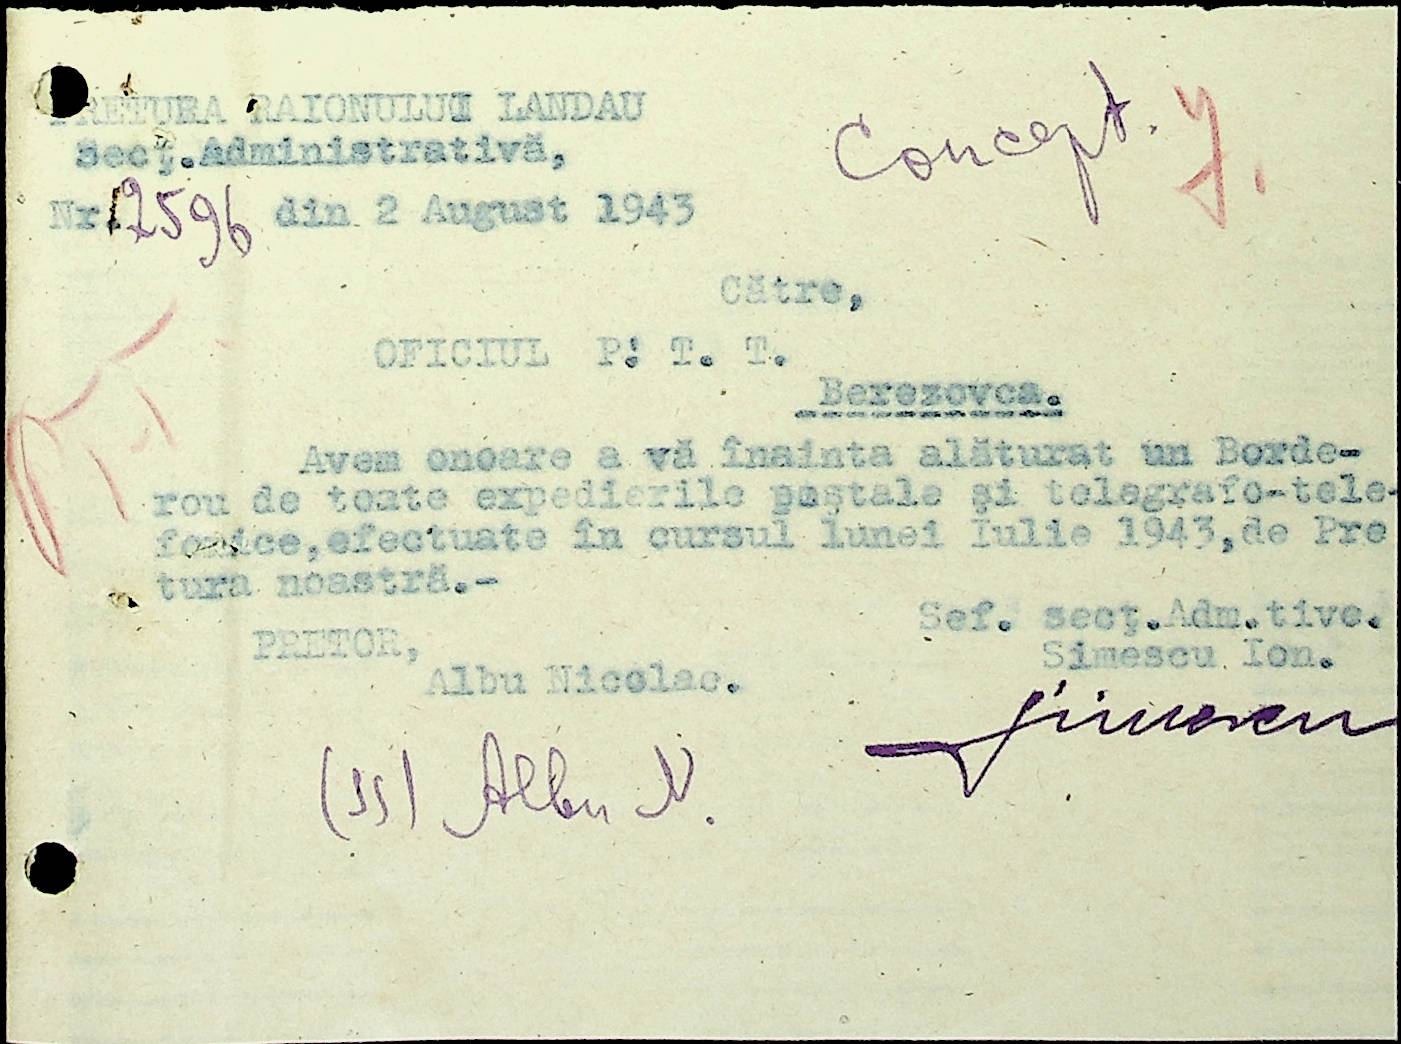 PRETURA RAIONULUI LANDAU
Secţ.Administrativă,
Concept.
Nr.12596 din 2 August 1943
Către,
OFICIUL P. T. T.
Berezovca.
Avem onoare a vă înainta alăturat un Borde-
rou de toate expedierile poştale şi telegrafo-tele-
fonice,efectuate în cursul lunei Iulie 1943,de Pre
tura noastră.-
Sef. secţ.Adm.tive.
PRETOR,
Simescu Ion.
Albu Nicolae.
Simescu
(ss) Albu N.